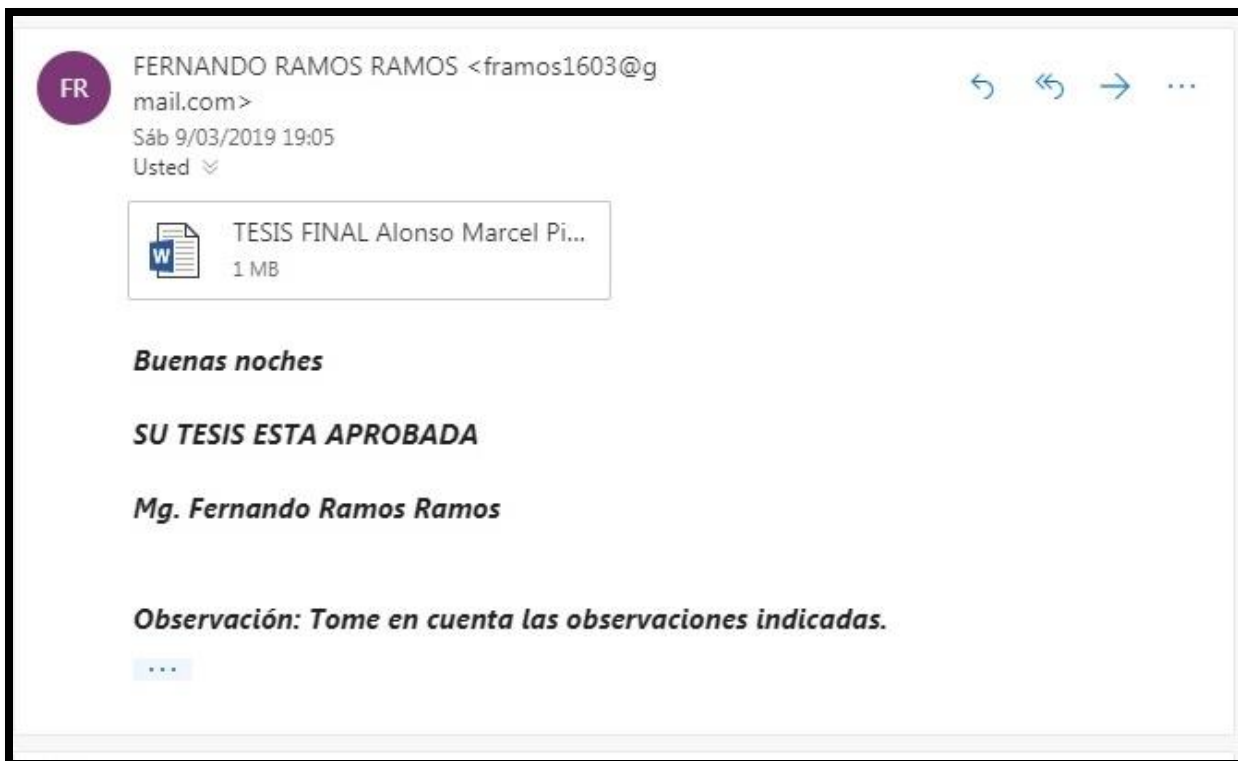 FR
FERNANDO RAMOS RAMOS <framos1603@g
mail.com>
Sáb 9/03/2019 19:05
Usted
W
TESIS FINAL Alonso Marcel Pi...
1 MB
Buenas noches
SU TESIS ESTA APROBADA
Mg. Fernando Ramos Ramos
Observación: Tome en cuenta las observaciones indicadas.